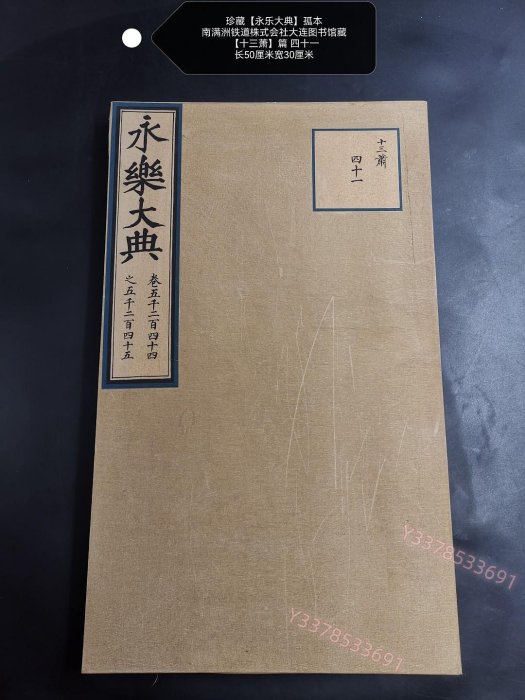 珍藏【永乐大典】孤本
南满洲铁道株式会社大连图书馆藏
【十三萧】篇 四十一
长50厘米宽30厘米
永樂大典
卷五千二百四十四
之五千二百四十五
十三蕭
四十一
Y3378533691
Y3378533691